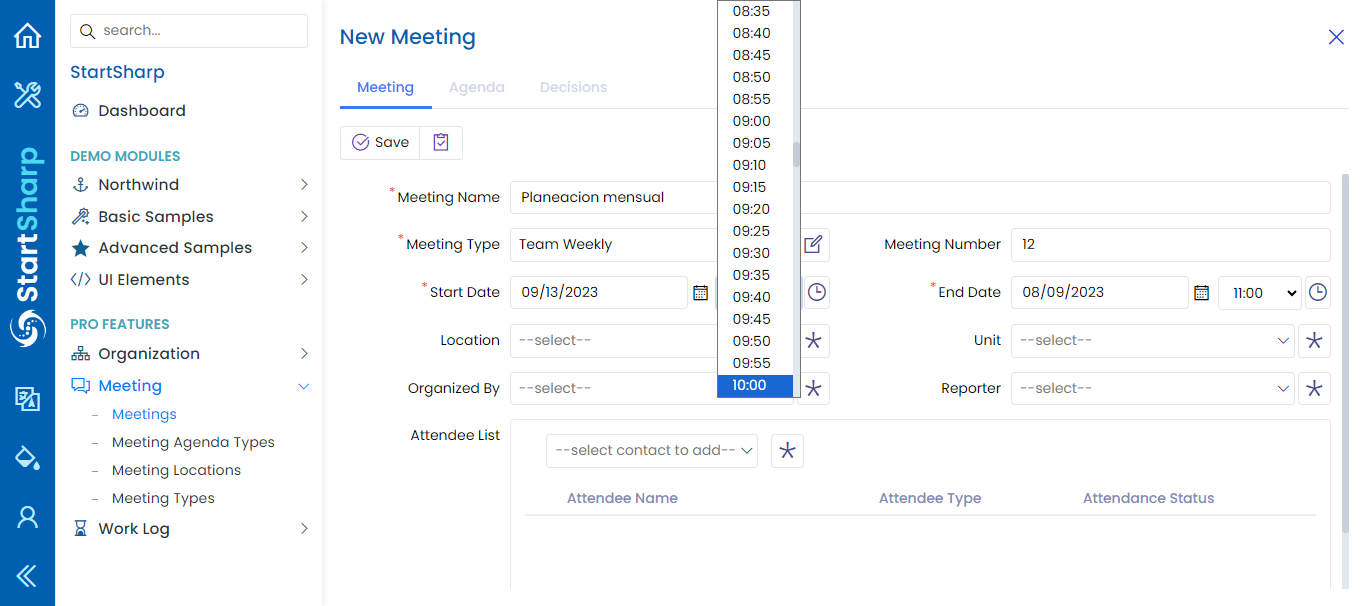 search...
StartSharp
Dashboard
DEMO MODULES
Northwind
Basic Samples
Advanced Samples
UI Elements
PRO FEATURES
Organization
Meeting
Meetings
Meeting Agenda Types
Meeting Locations
Meeting Types
Work Log
StartSharp
New Meeting
Meeting Agenda Decisions
Save
* Meeting Name Planeacion mensual
* Meeting Type Team Weekly
Meeting Number 12
* Start Date 09/13/2023
* End Date 08/09/2023 11:00
Location --select--
Unit --select--
Organized By --select--
Reporter --select--
Attendee List
--select contact to add--
Attendee Name Attendee Type Attendance Status
08:35
08:40
08:45
08:50
08:55
09:00
09:05
09:10
09:15
09:20
09:25
09:30
09:35
09:40
09:45
09:50
09:55
10:00